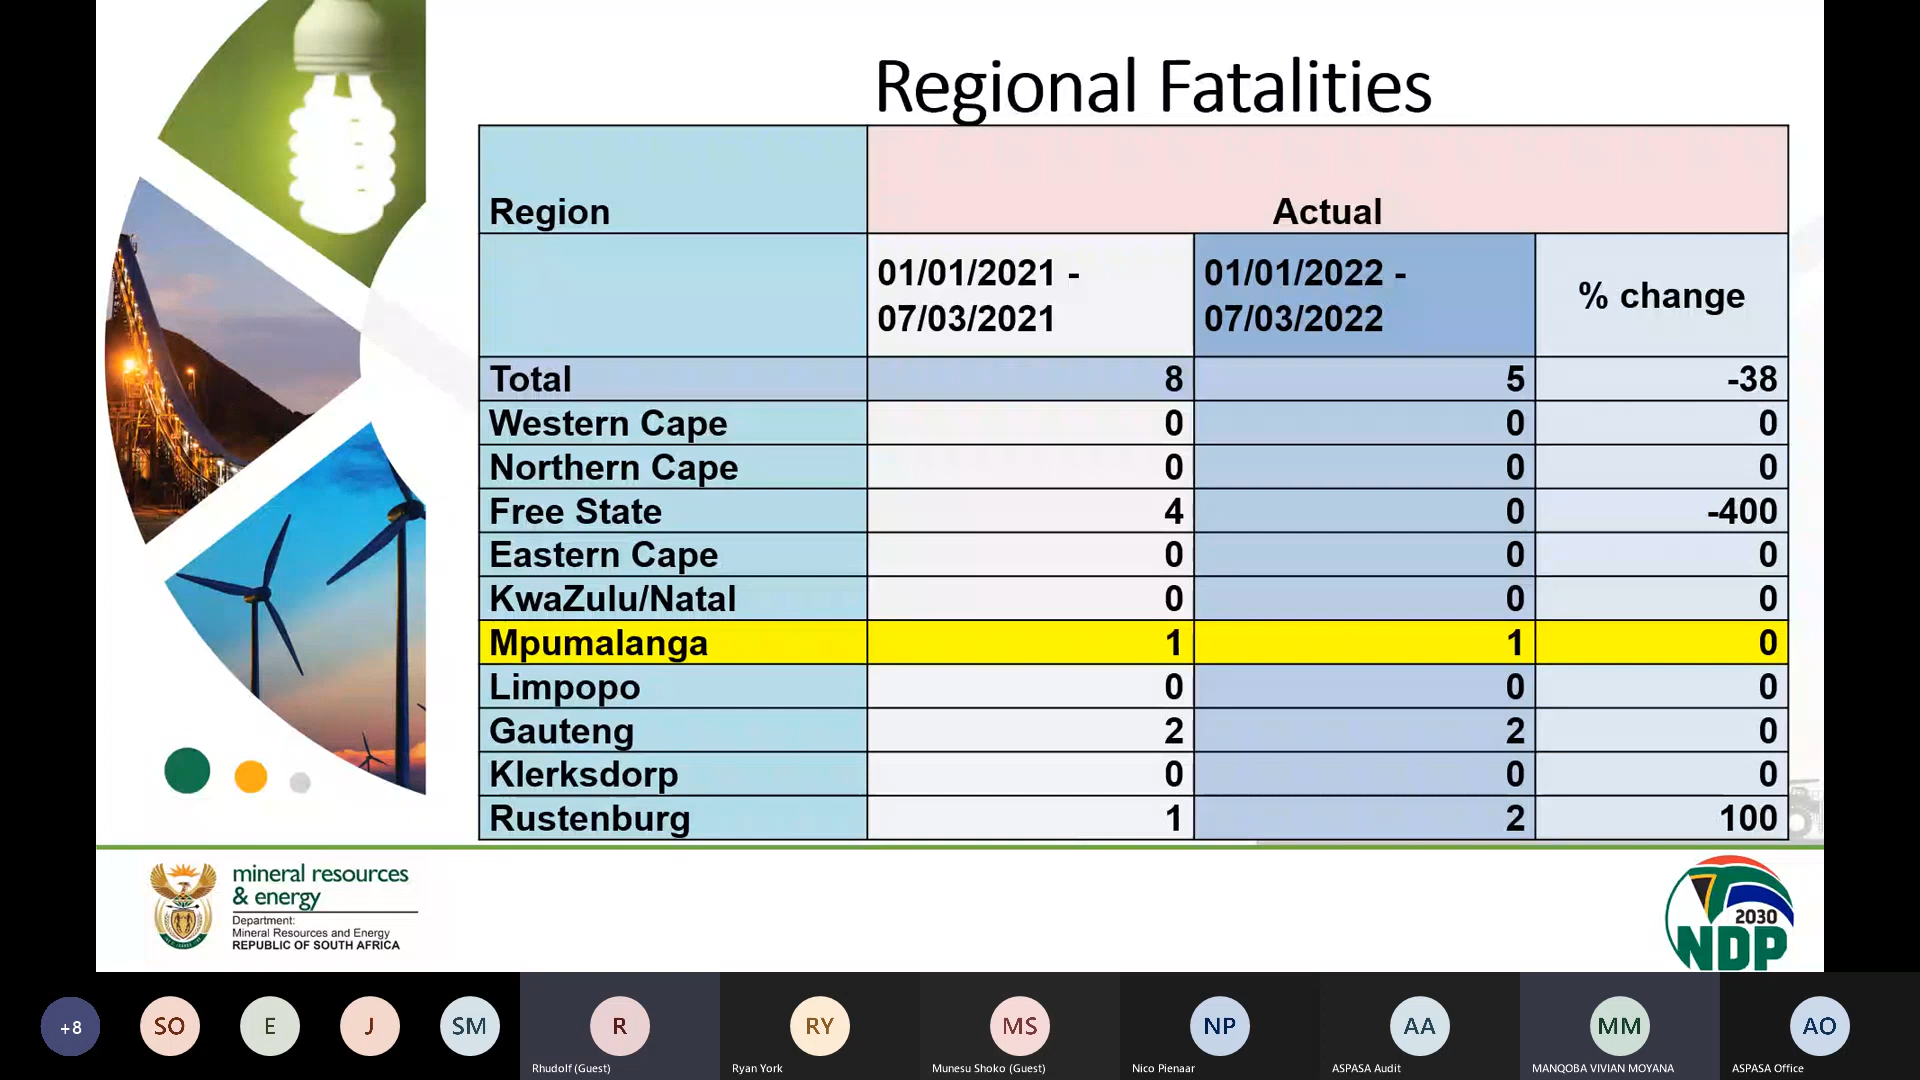 Regional Fatalities
Region Actual
01/01/2021 - 01/01/2022 - % change
07/03/2021 07/03/2022
Total 8 5 -38
Western Cape 0 0 0
Northern Cape 0 0 0
Free State 4 0 -400
Eastern Cape 0 0 0
KwaZulu/Natal 0 0 0
Mpumalanga 1 1 0
Limpopo 0 0 0
Gauteng 2 2 0
Klerksdorp 0 0 0
Rustenburg 1 2 100
mineral resources
& energy
Department:
Mineral Resources and Energy
REPUBLIC OF SOUTH AFRICA
2030
NDP
+8 SO E J SM R RY MS NP AA MM AO
Rhudolf (Guest) Ryan York Munesu Shoko (Guest) Nico Pienaar ASPASA Audit MANQOBA VIVIAN MOYANA ASPASA Office